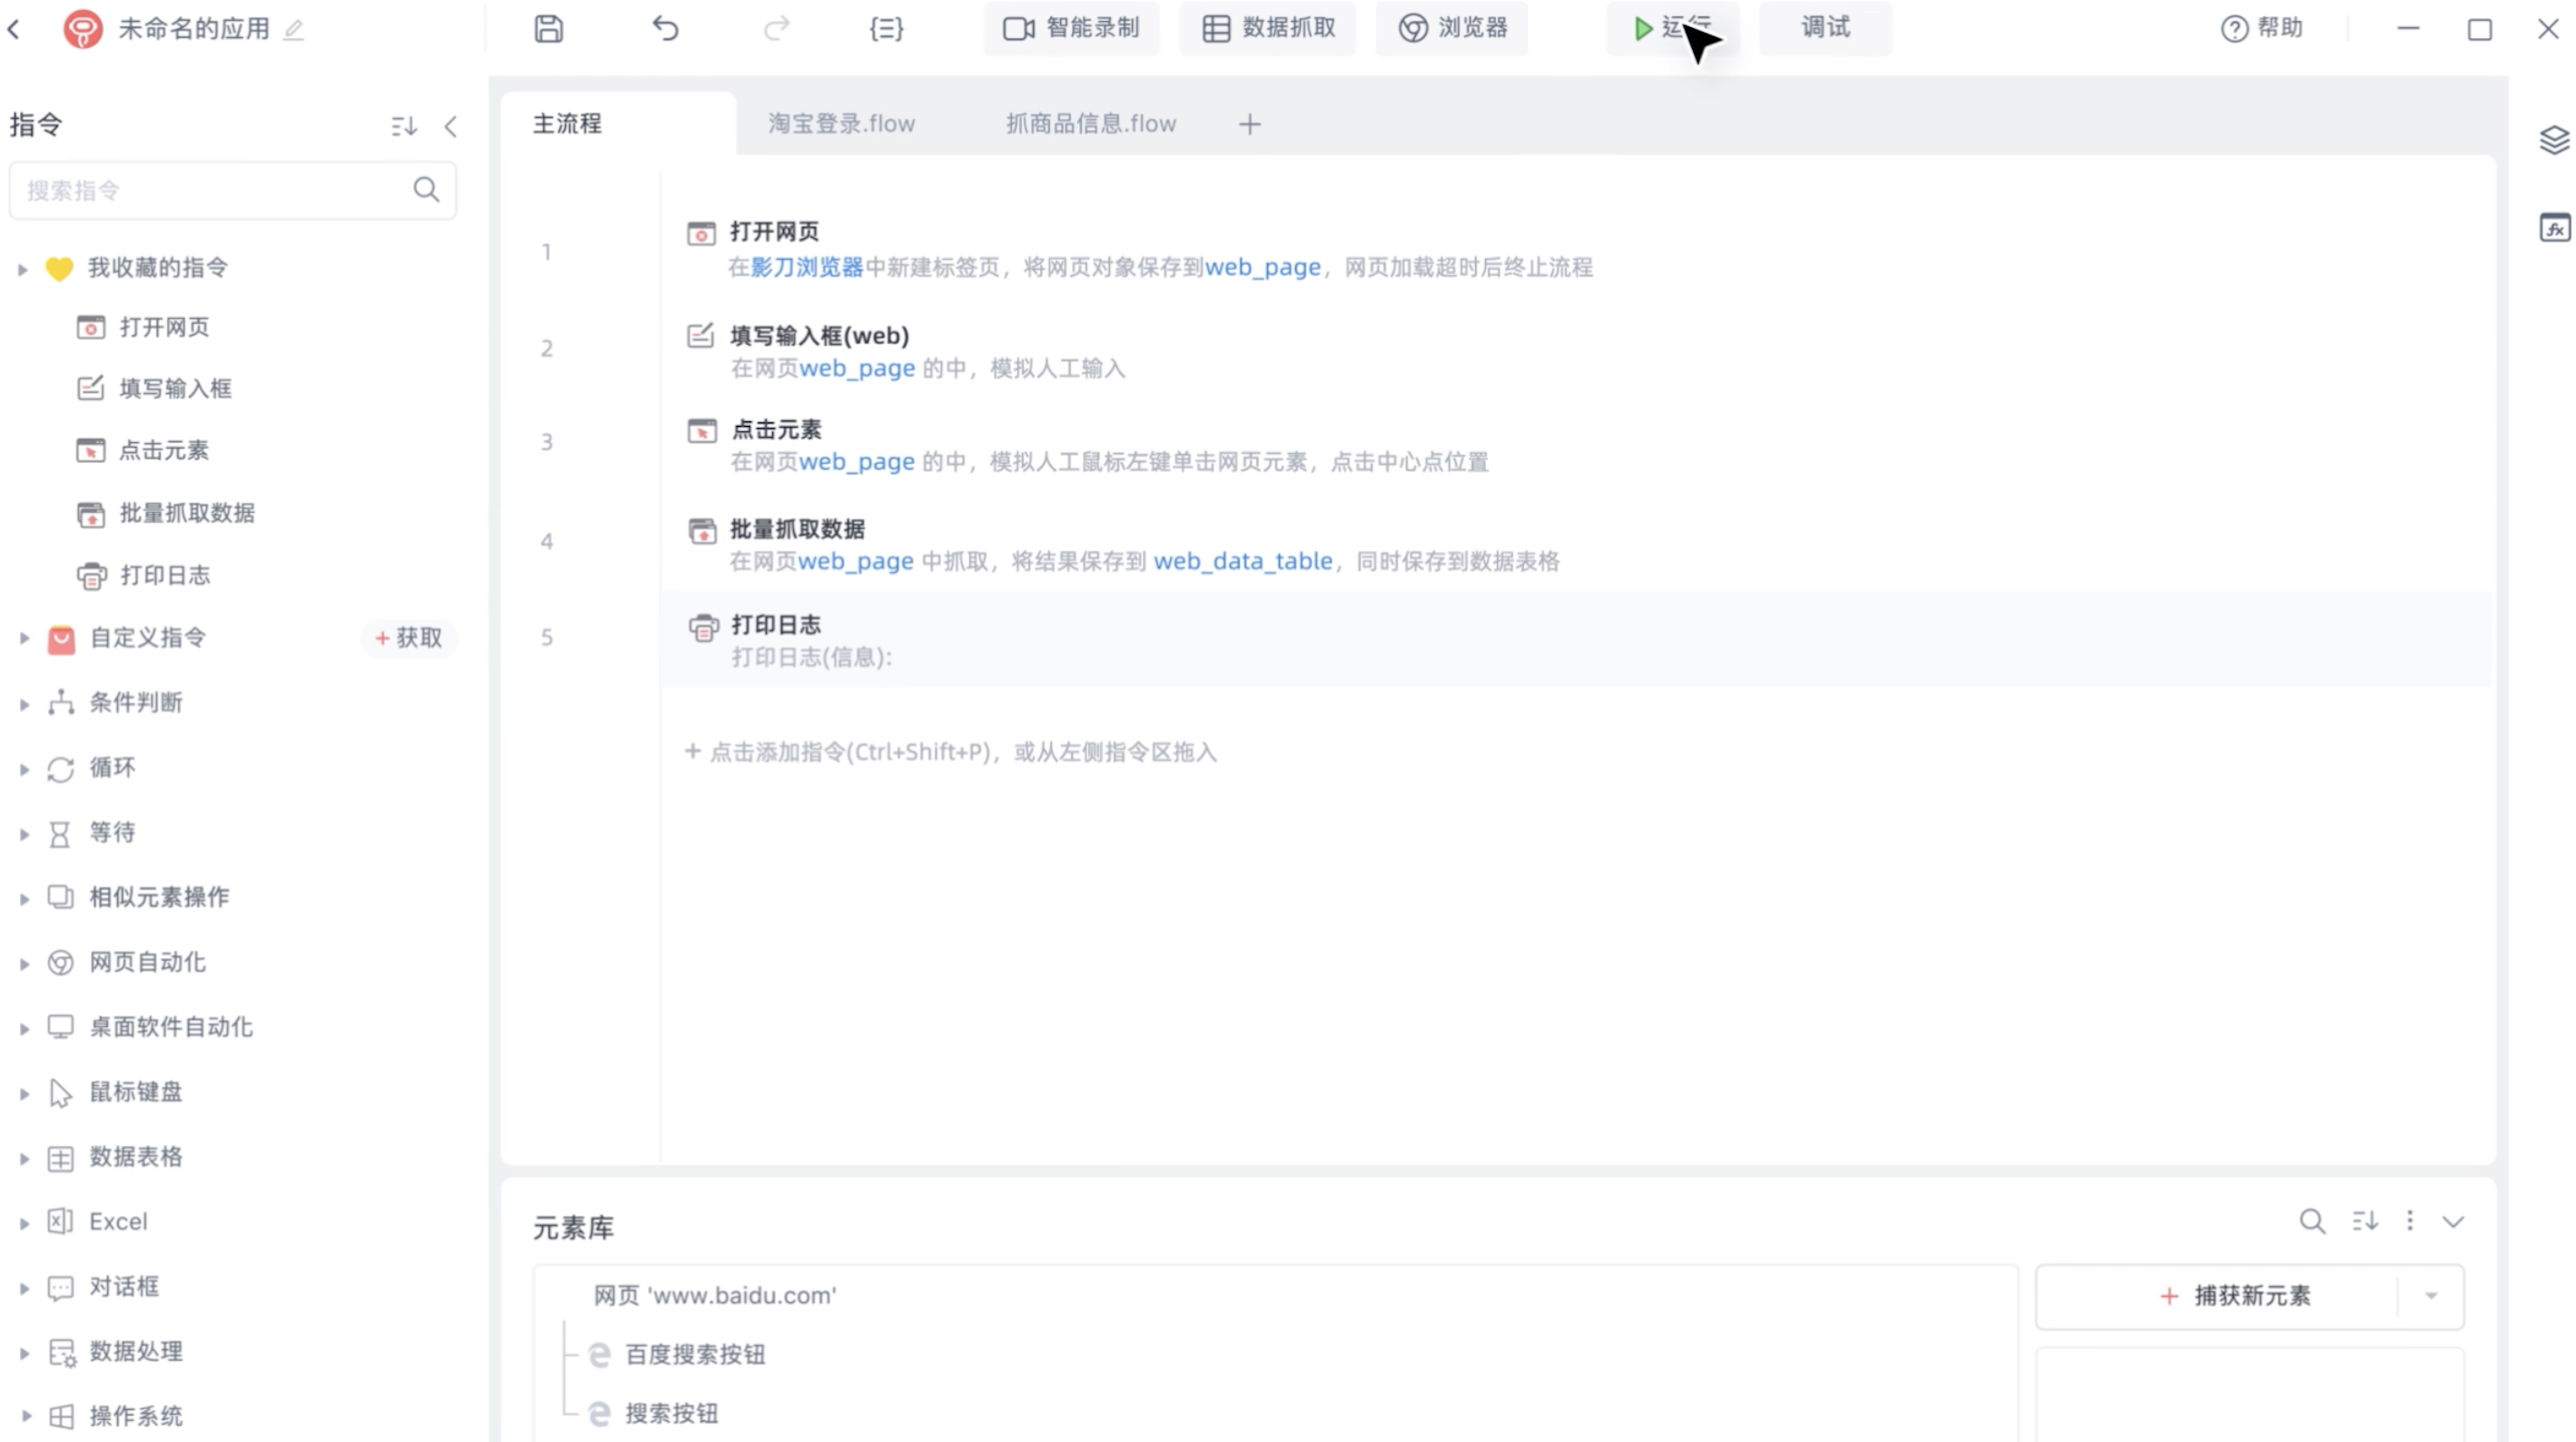 未命名的应用
智能录制
数据抓取
浏览器
运行
调试
帮助
指令
搜索指令
我收藏的指令
打开网页
填写输入框
点击元素
批量抓取数据
打印日志
自定义指令
+ 获取
条件判断
循环
等待
相似元素操作
网页自动化
桌面软件自动化
鼠标键盘
数据表格
Excel
对话框
数据处理
操作系统
主流程
淘宝登录.flow
抓商品信息.flow
1
打开网页
在影刀浏览器中新建标签页，将网页对象保存到web_page，网页加载超时后终止流程
2
填写输入框(web)
在网页web_page 的中，模拟人工输入
3
点击元素
在网页web_page 的中，模拟人工鼠标左键单击网页元素，点击中心点位置
4
批量抓取数据
在网页web_page 中抓取，将结果保存到 web_data_table，同时保存到数据表格
5
打印日志
打印日志(信息):
+ 点击添加指令(Ctrl+Shift+P)，或从左侧指令区拖入
fx
元素库
网页 'www.baidu.com'
百度搜索按钮
搜索按钮
+ 捕获新元素